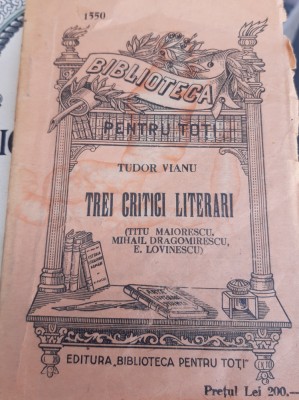 1550
BIBLIOTECA
PENTRU TOȚI
TUDOR VIANU
TREI CRITICI LITERARI
(TITU MAIORESCU,
MIHAIL DRAGOMIRESCU,
E. LOVINESCU)
EDITURA „BIBLIOTECA PENTRU TOȚI"
Prețul Lei 200.—